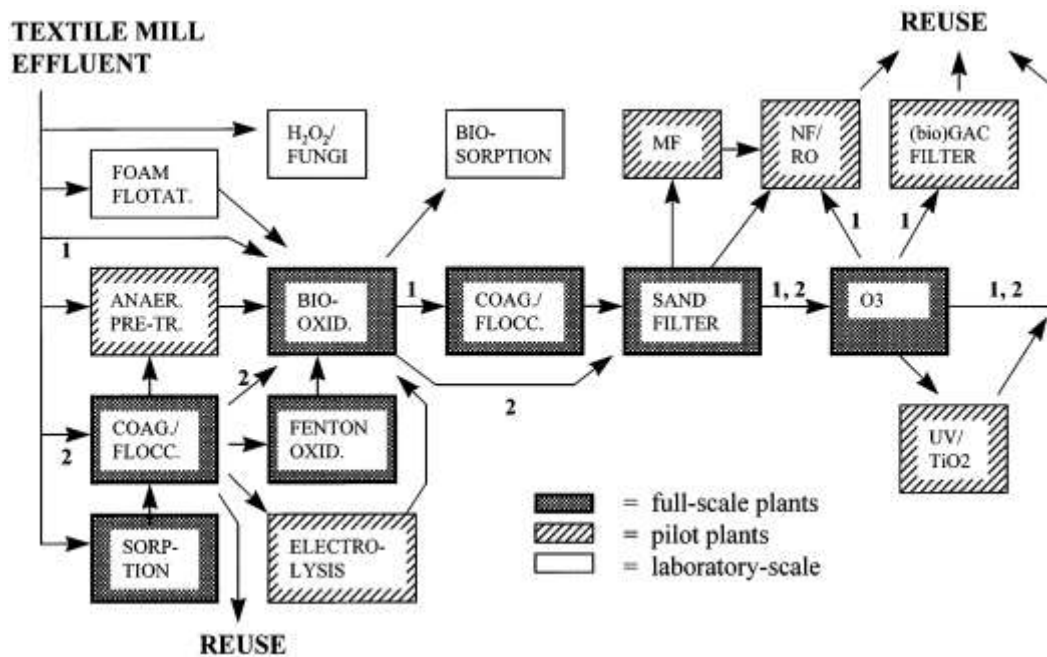 TEXTILE MILL
EFFLUENT
REUSE
H₂O₂/
FUNGI
BIO-
SORPTION
MF
NF/
RO
(bio)GAC
FILTER
FOAM
FLOTAT.
1
1
1
ANAER.
PRE-TR.
BIO-
OXID.
1
COAG./
FLOCC.
SAND
FILTER
1, 2
O3
1, 2
2
2
COAG./
FLOCC.
2
FENTON
OXID.
UV/
TiO2
SORP-
TION
ELECTRO-
LYSIS
= full-scale plants
= pilot plants
= laboratory-scale
REUSE